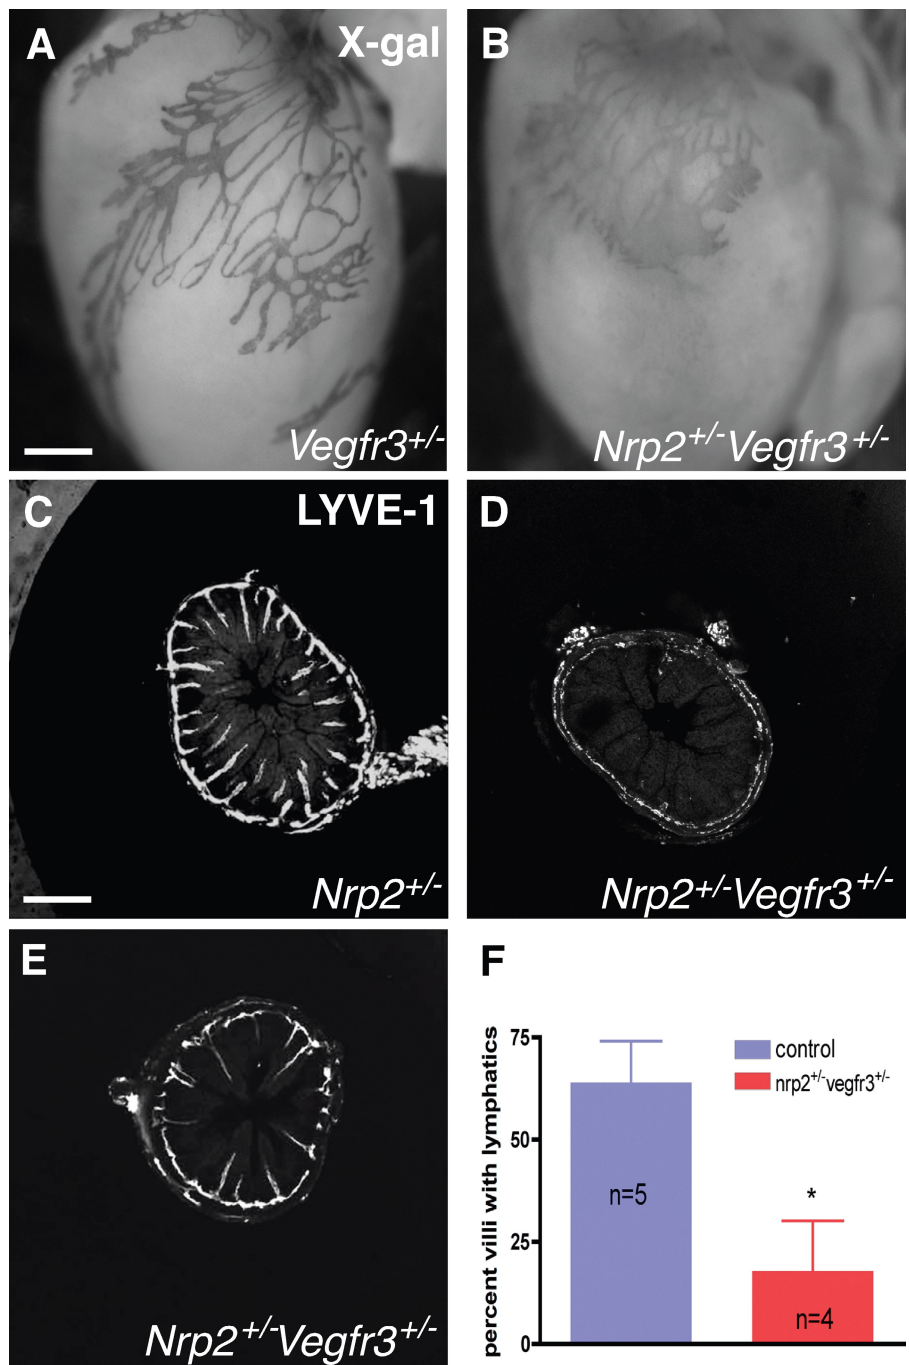 A
X-gal
Vegfr3+/-
B
Nrp2+/-Vegfr3+/-
C
LYVE-1
Nrp2+/-
D
Nrp2+/-Vegfr3+/-
E
Nrp2+/-Vegfr3+/-
F
percent villi with lymphatics
75
50
25
0
control
nrp2+/-vegfr3+/-
n=5
*
n=4